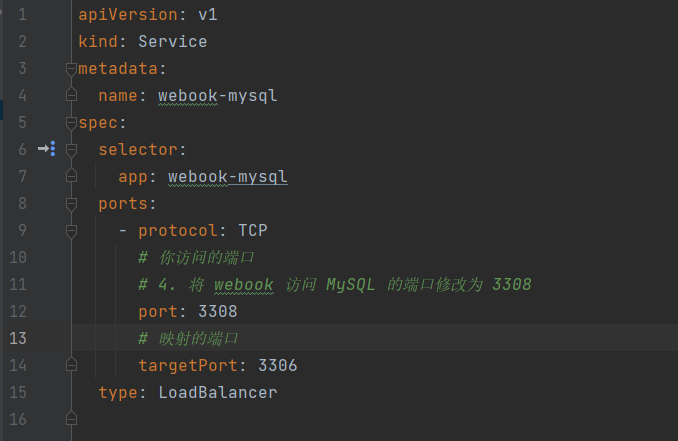 1 apiVersion: v1
2 kind: Service
3 metadata:
4   name: webook-mysql
5 spec:
6   selector:
7     app: webook-mysql
8   ports:
9     - protocol: TCP
10       # 你访问的端口
11       # 4. 将 webook 访问 MySQL 的端口修改为 3308
12       port: 3308
13       # 映射的端口
14       targetPort: 3306
15   type: LoadBalancer
16